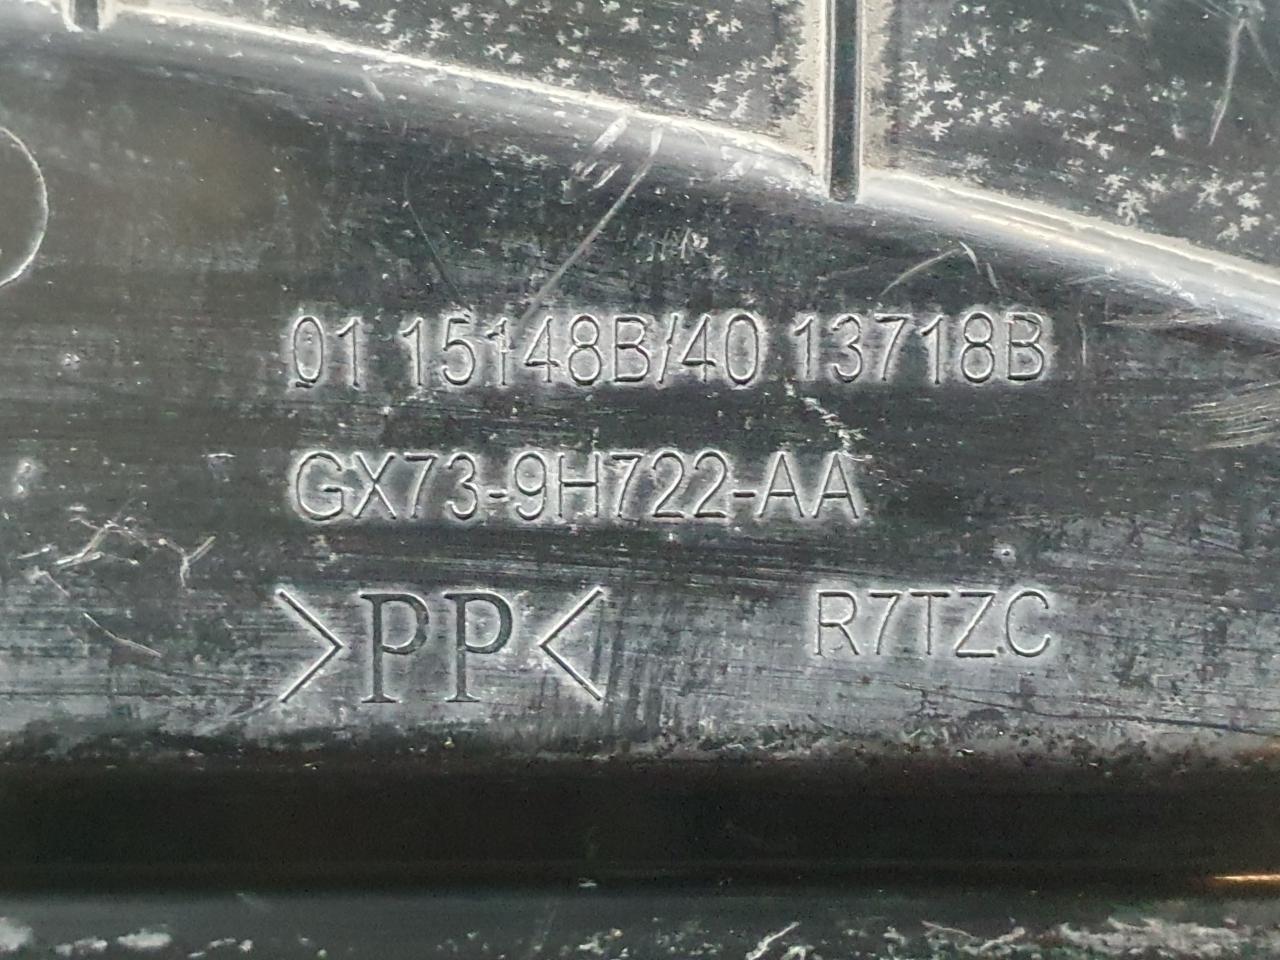 01 15148B/40 13718B
GX73-9H722-AA
>PP< R7TZC